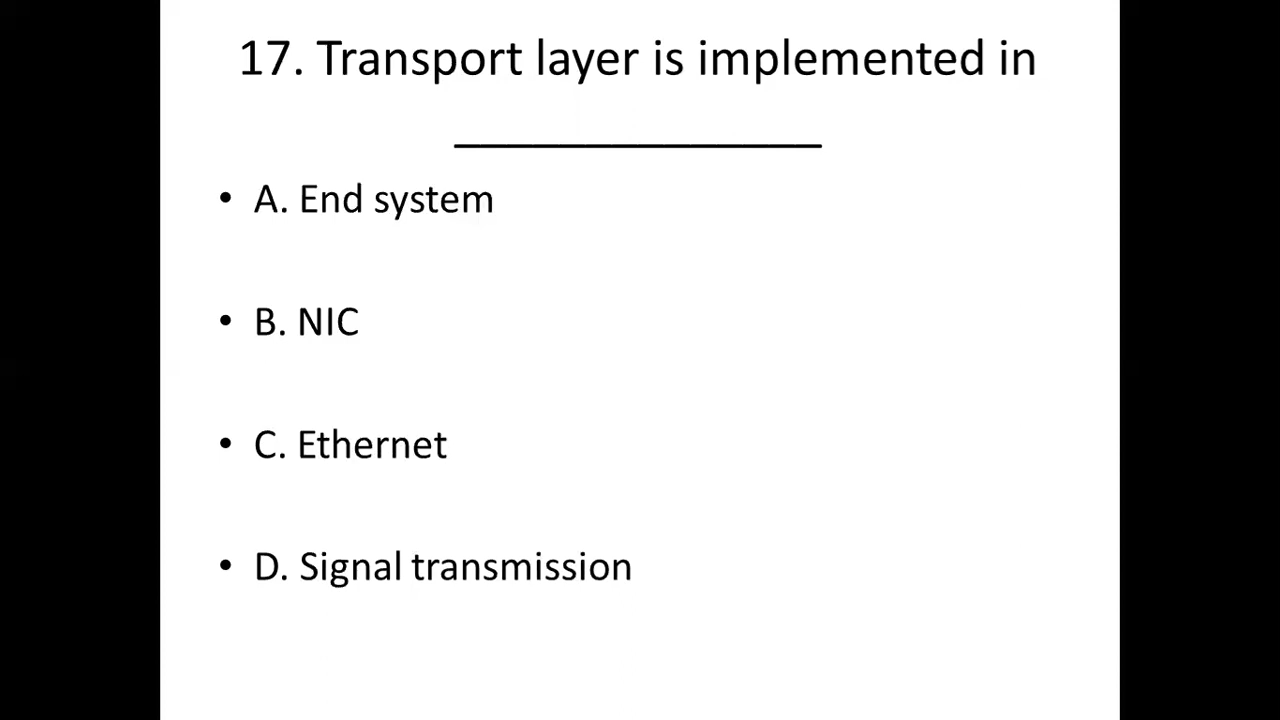 17. Transport layer is implemented in
______________
• A. End system
• B. NIC
• C. Ethernet
• D. Signal transmission